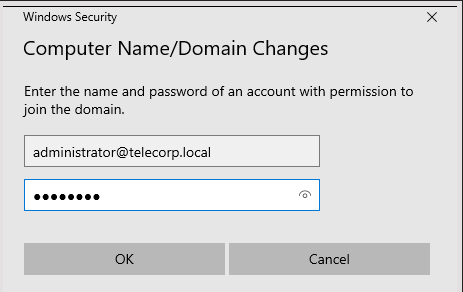 Windows Security
Computer Name/Domain Changes
Enter the name and password of an account with permission to
join the domain.
administrator@telecorp.local
●●●●●●●●
OK Cancel